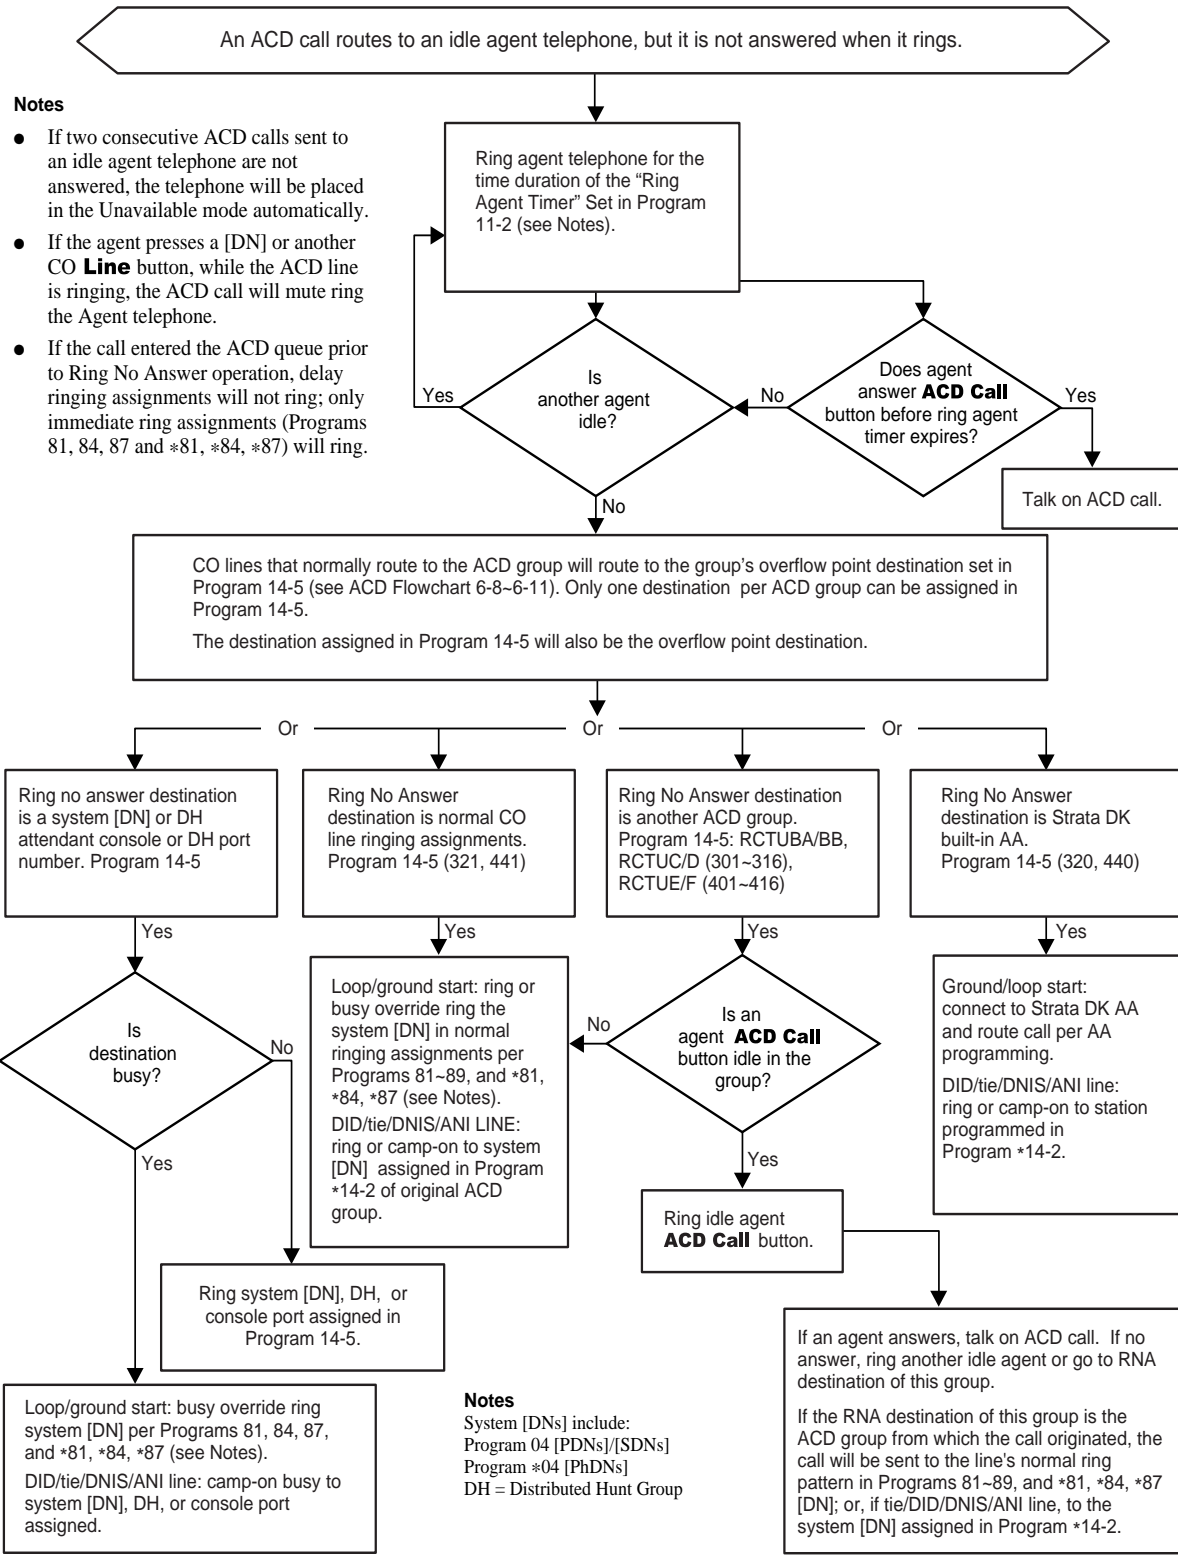 An ACD call routes to an idle agent telephone, but it is not answered when it rings.
Notes
● If two consecutive ACD calls sent to
an idle agent telephone are not
answered, the telephone will be placed
in the Unavailable mode automatically.
● If the agent presses a [DN] or another
CO Line button, while the ACD line
is ringing, the ACD call will mute ring
the Agent telephone.
● If the call entered the ACD queue prior
to Ring No Answer operation, delay
ringing assignments will not ring; only
immediate ring assignments (Programs
81, 84, 87 and *81, *84, *87) will ring.
Ring agent telephone for the
time duration of the “Ring
Agent Timer” Set in Program
11-2 (see Notes).
Yes
Is
another agent
idle?
No
Does agent
answer ACD Call
button before ring agent
timer expires?
Yes
Talk on ACD call.
No
CO lines that normally route to the ACD group will route to the group’s overflow point destination set in
Program 14-5 (see ACD Flowchart 6-8~6-11). Only one destination per ACD group can be assigned in
Program 14-5.
The destination assigned in Program 14-5 will also be the overflow point destination.
Or
Or
Or
Ring no answer destination
is a system [DN] or DH
attendant console or DH port
number. Program 14-5
Ring No Answer
destination is normal CO
line ringing assignments.
Program 14-5 (321, 441)
Ring No Answer destination
is another ACD group.
Program 14-5: RCTUBA/BB,
RCTUC/D (301~316),
RCTUE/F (401~416)
Ring No Answer
destination is Strata DK
built-in AA.
Program 14-5 (320, 440)
Yes
Yes
Yes
Yes
Is
destination
busy?
No
Yes
Loop/ground start: ring or
busy override ring the
system [DN] in normal
ringing assignments per
Programs 81~89, and *81,
*84, *87 (see Notes).
DID/tie/DNIS/ANI LINE:
ring or camp-on to system
[DN] assigned in Program
*14-2 of original ACD
group.
No
Is an
agent ACD Call
button idle in the
group?
Yes
Ground/loop start:
connect to Strata DK AA
and route call per AA
programming.
DID/tie/DNIS/ANI line:
ring or camp-on to station
programmed in
Program *14-2.
Ring idle agent
ACD Call button.
Ring system [DN], DH, or
console port assigned in
Program 14-5.
If an agent answers, talk on ACD call. If no
answer, ring another idle agent or go to RNA
destination of this group.
If the RNA destination of this group is the
ACD group from which the call originated, the
call will be sent to the line's normal ring
pattern in Programs 81~89, and *81, *84, *87
[DN]; or, if tie/DID/DNIS/ANI line, to the
system [DN] assigned in Program *14-2.
Loop/ground start: busy override ring
system [DN] per Programs 81, 84, 87,
and *81, *84, *87 (see Notes).
DID/tie/DNIS/ANI line: camp-on busy to
system [DN], DH, or console port
assigned.
Notes
System [DNs] include:
Program 04 [PDNs]/[SDNs]
Program *04 [PhDNs]
DH = Distributed Hunt Group